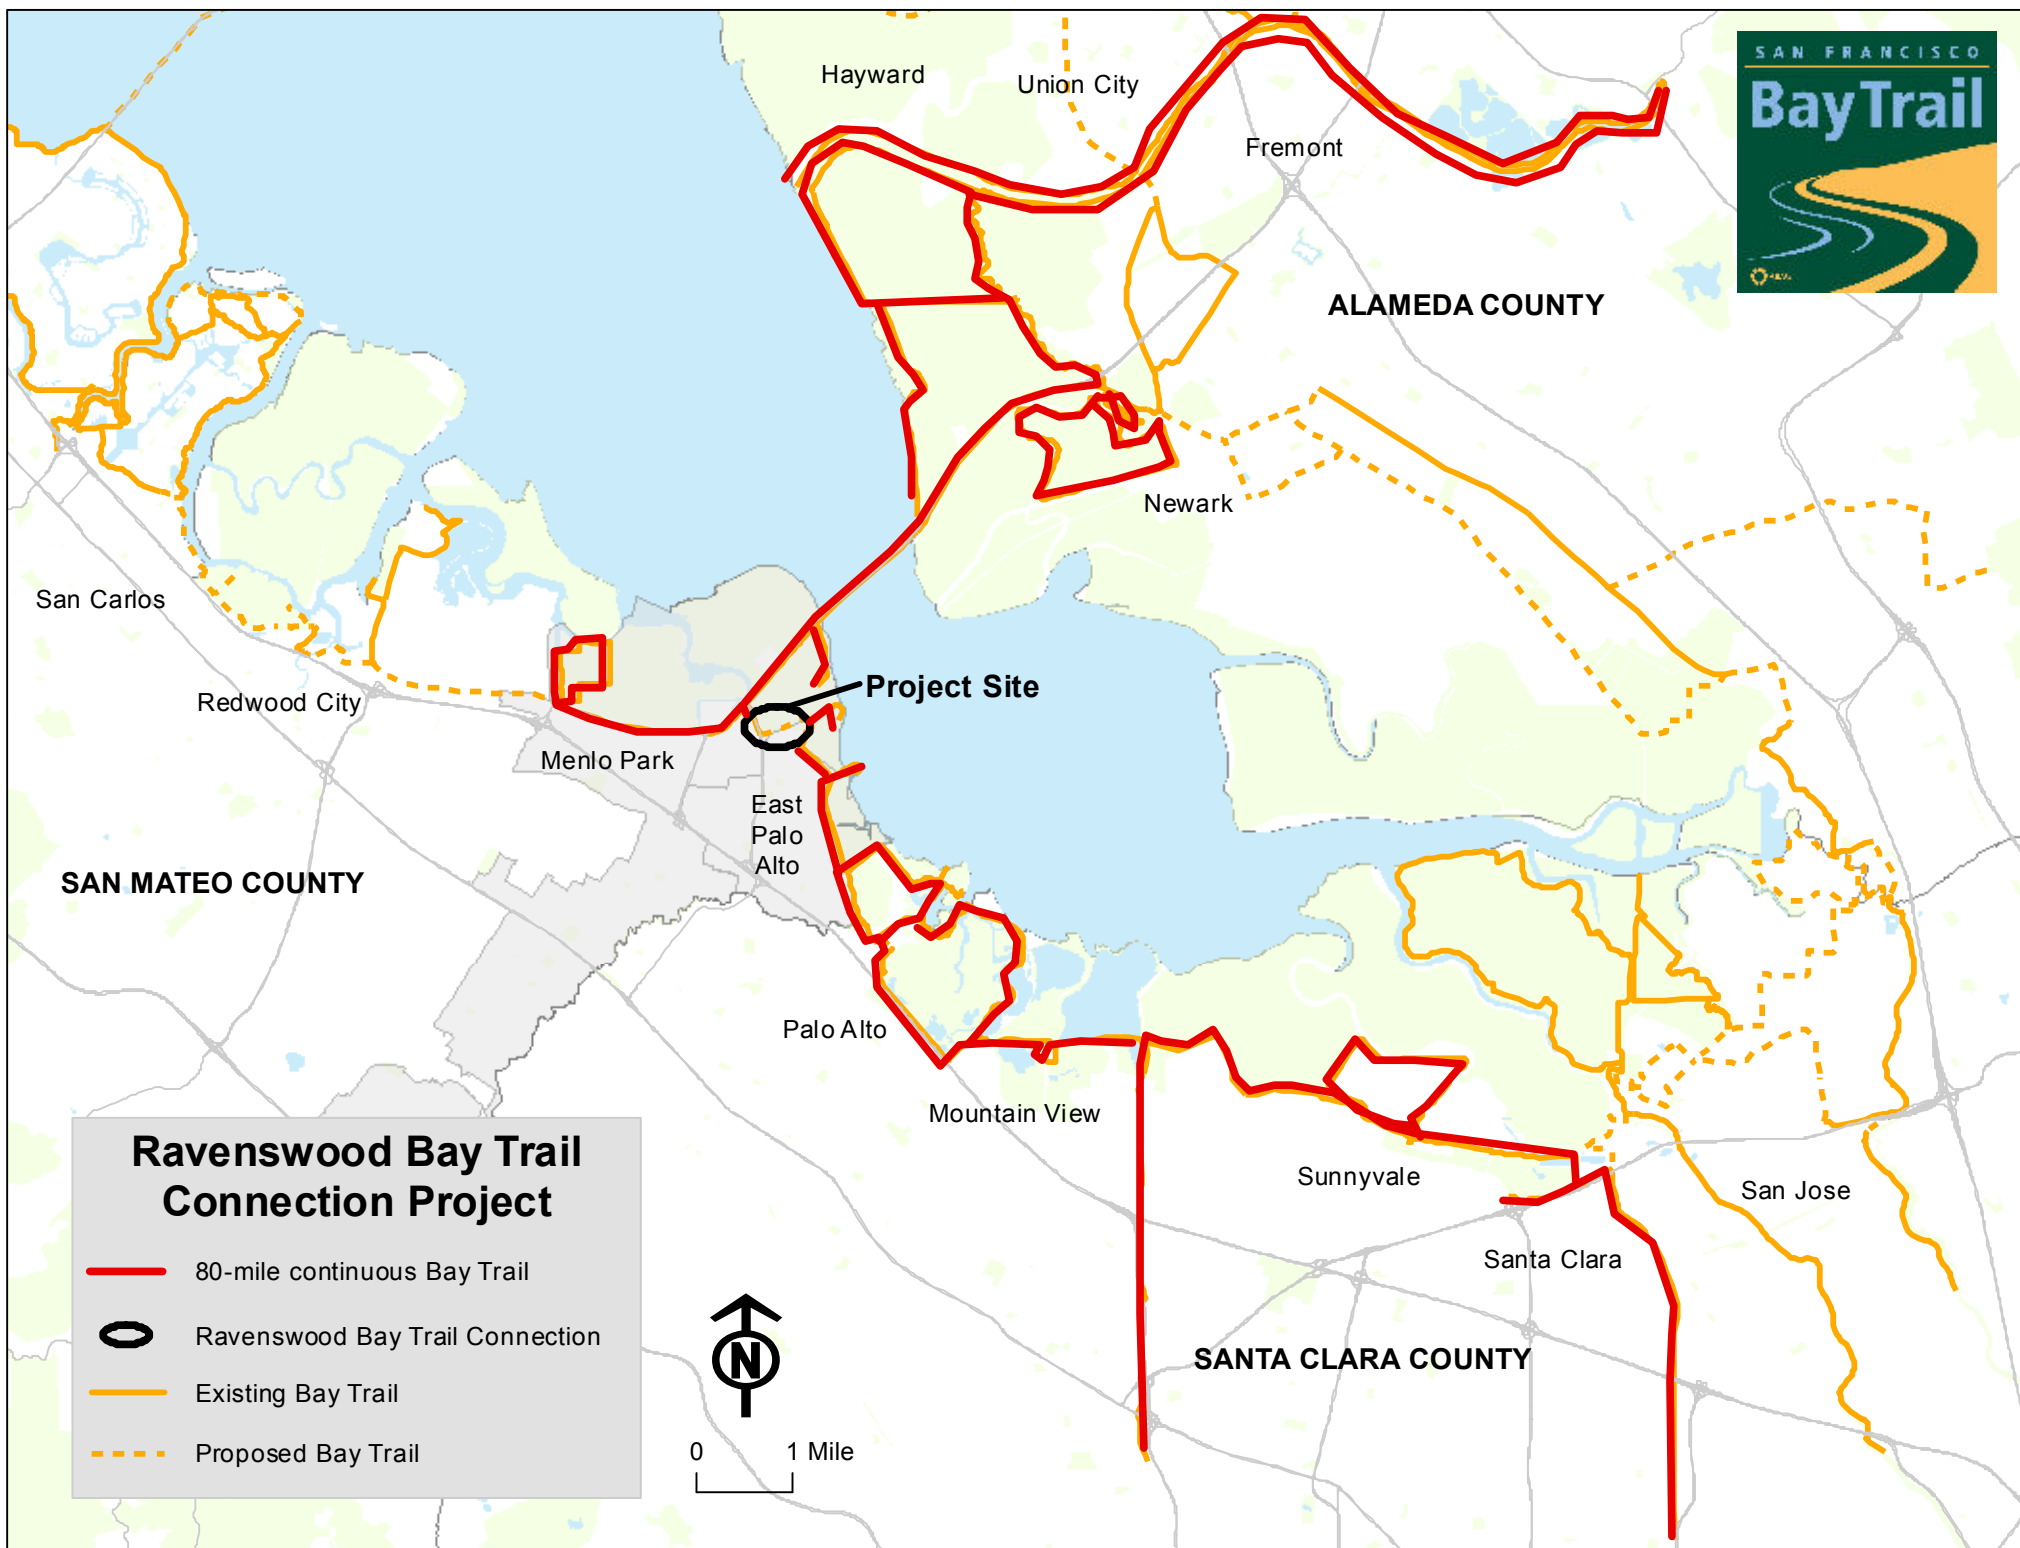 SAN FRANCISCO
Bay Trail
Hayward
Union City
Fremont
ALAMEDA COUNTY
Newark
San Carlos
Redwood City
Project Site
Menlo Park
East
Palo
Alto
SAN MATEO COUNTY
Palo Alto
Mountain View
Sunnyvale
San Jose
Santa Clara
SANTA CLARA COUNTY
Ravenswood Bay Trail
Connection Project
80-mile continuous Bay Trail
Ravenswood Bay Trail Connection
Existing Bay Trail
Proposed Bay Trail
N
0 1 Mile